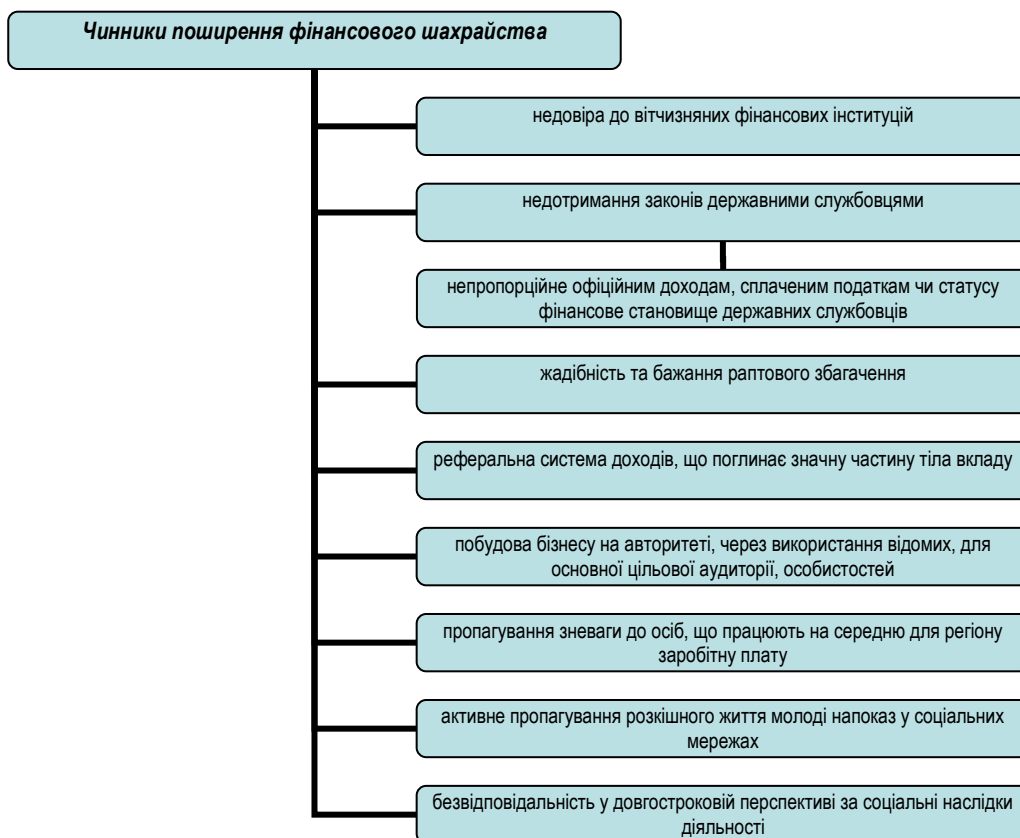 Чинники поширення фінансового шахрайства
недовіра до вітчизняних фінансових інституцій
недотримання законів державними службовцями
непропорційне офіційним доходам, сплаченим податкам чи статусу
фінансове становище державних службовців
жадібність та бажання раптового збагачення
реферальна система доходів, що поглинає значну частину тіла вкладу
побудова бізнесу на авторитеті, через використання відомих, для
основної цільової аудиторії, особистостей
пропагування зневаги до осіб, що працюють на середню для регіону
заробітну плату
активне пропагування розкішного життя молоді напоказ у соціальних
мережах
безвідповідальність у довгостроковій перспективі за соціальні наслідки
діяльності